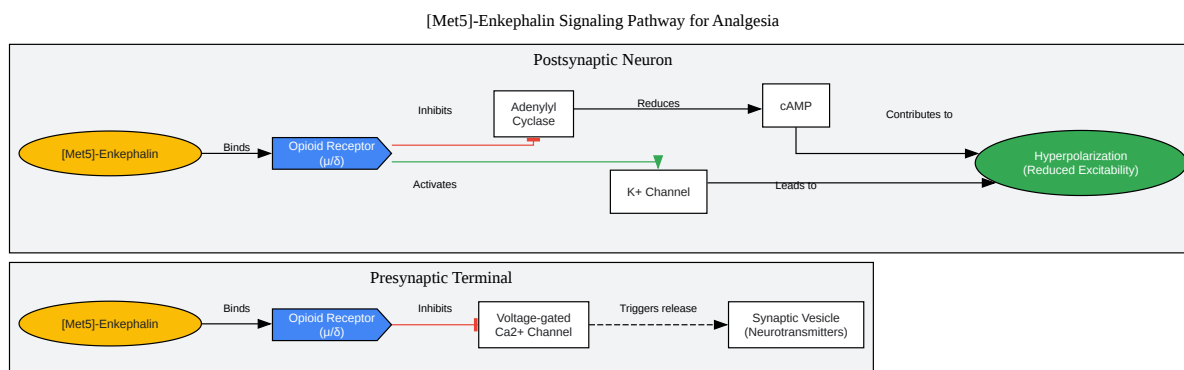 [Met5]-Enkephalin Signaling Pathway for Analgesia
Postsynaptic Neuron
[Met5]-Enkephalin
Binds
Opioid Receptor
(μ/δ)
Inhibits
Activates
Adenylyl
Cyclase
Reduces
cAMP
K+ Channel
Leads to
Contributes to
Hyperpolarization
(Reduced Excitability)
Presynaptic Terminal
[Met5]-Enkephalin
Binds
Opioid Receptor
(μ/δ)
Inhibits
Voltage-gated
Ca2+ Channel
Triggers release
Synaptic Vesicle
(Neurotransmitters)